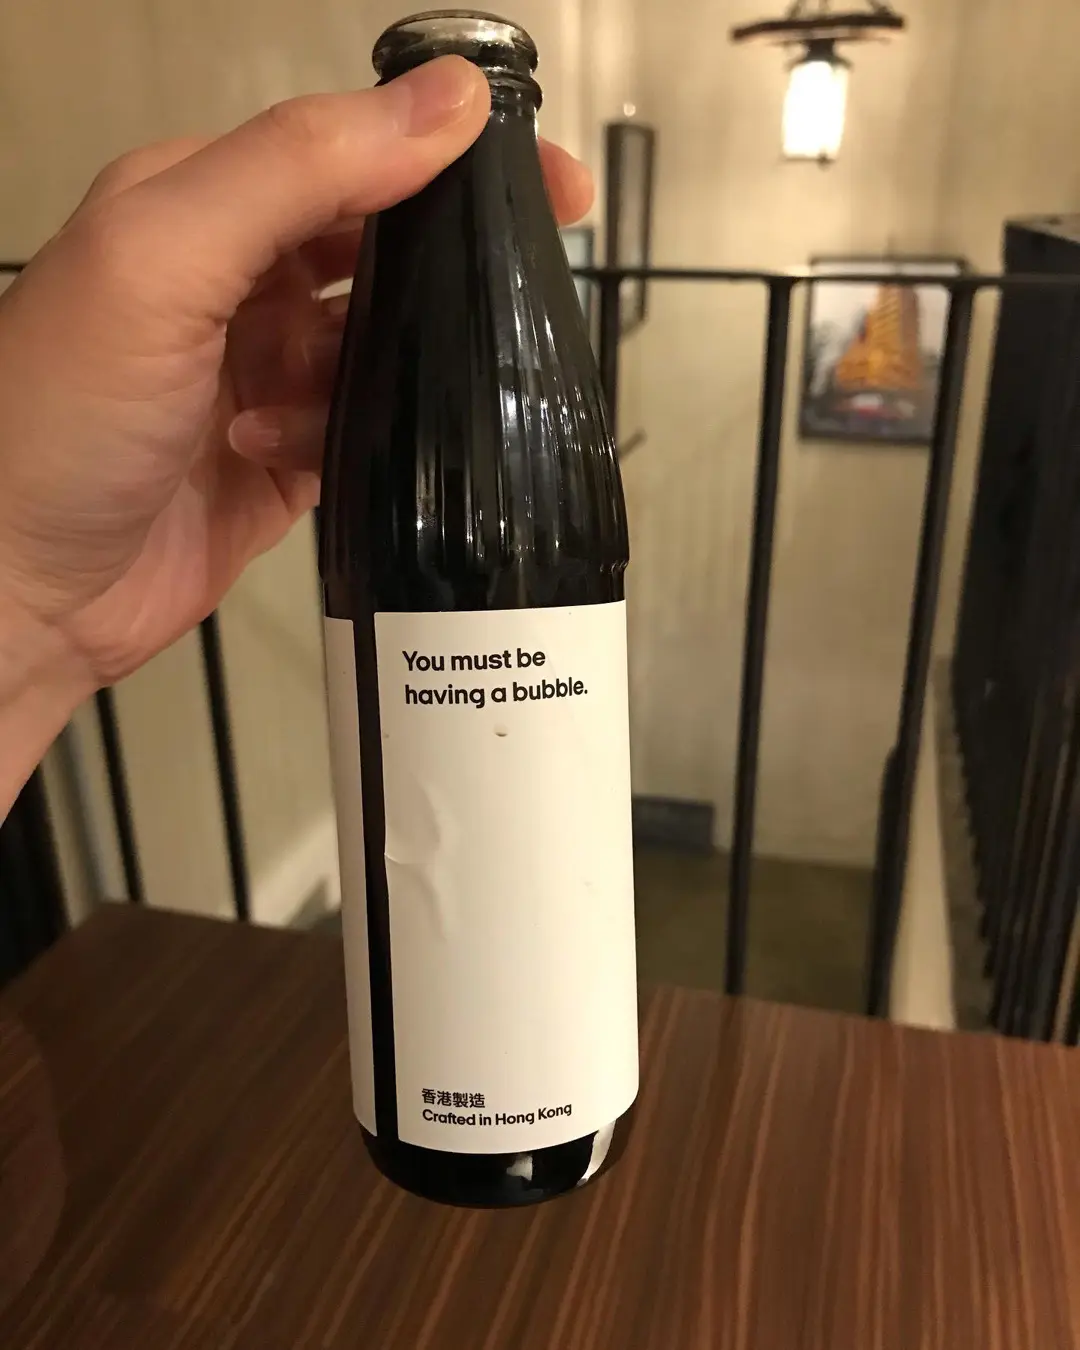 You must be
having a bubble.
香港製造
Crafted in Hong Kong